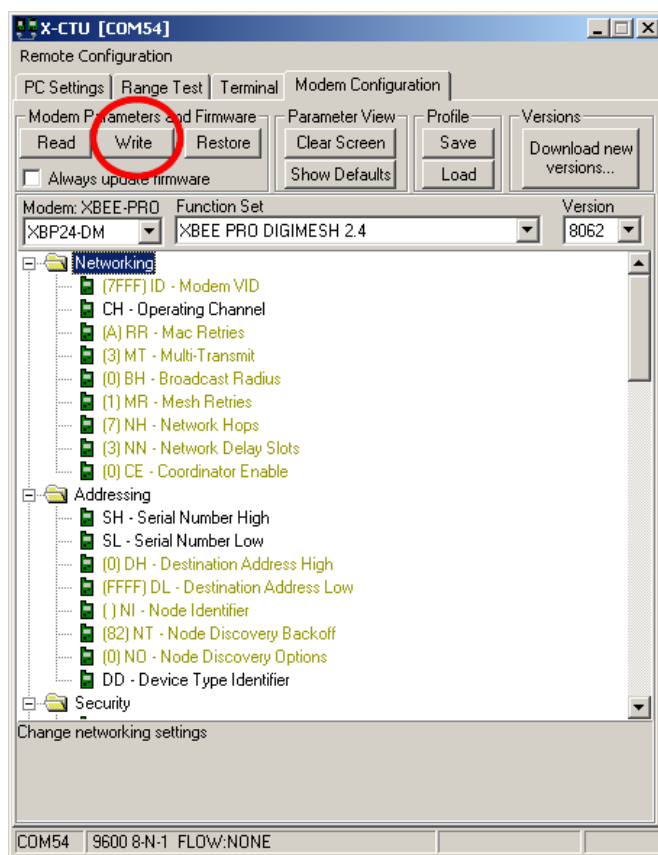 X-CTU [COM54]
Remote Configuration
PC Settings Range Test Terminal Modem Configuration
Modem Parameters and Firmware Parameter View Profile Versions
Read Write Restore Clear Screen Save Download new
versions...
Always update firmware Show Defaults Load
Modem: XBEE-PRO Function Set Version
XBP24-DM XBEE PRO DIGIMESH 2.4 8062
Networking
(7FFF) ID - Modem VID
CH - Operating Channel
(A) RR - Mac Retries
(3) MT - Multi-Transmit
(0) BH - Broadcast Radius
(1) MR - Mesh Retries
(7) NH - Network Hops
(3) NN - Network Delay Slots
(0) CE - Coordinator Enable
Addressing
SH - Serial Number High
SL - Serial Number Low
(0) DH - Destination Address High
(FFFF) DL - Destination Address Low
( ) NI - Node Identifier
(82) NT - Node Discovery Backoff
(0) NO - Node Discovery Options
DD - Device Type Identifier
Security
Change networking settings
COM54 9600 8-N-1 FLOW:NONE